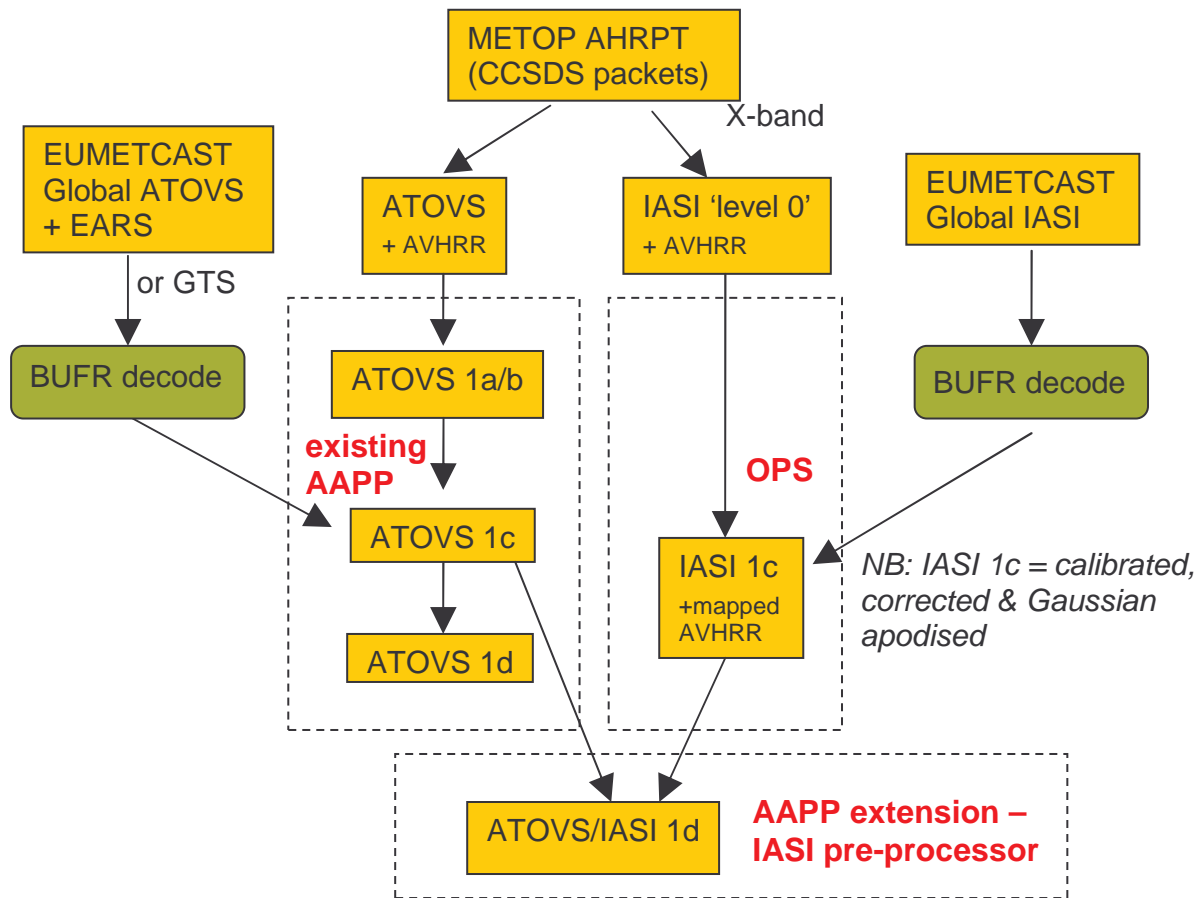 METOP AHRPT
(CCSDS packets)
X-band
EUMETCAST
Global ATOVS
+ EARS
ATOVS
+ AVHRR
IASI ‘level 0’
+ AVHRR
EUMETCAST
Global IASI
or GTS
BUFR decode
ATOVS 1a/b
BUFR decode
existing
AAPP
OPS
ATOVS 1c
IASI 1c
+mapped
AVHRR
NB: IASI 1c = calibrated,
corrected & Gaussian
apodised
ATOVS 1d
ATOVS/IASI 1d
AAPP extension –
IASI pre-processor